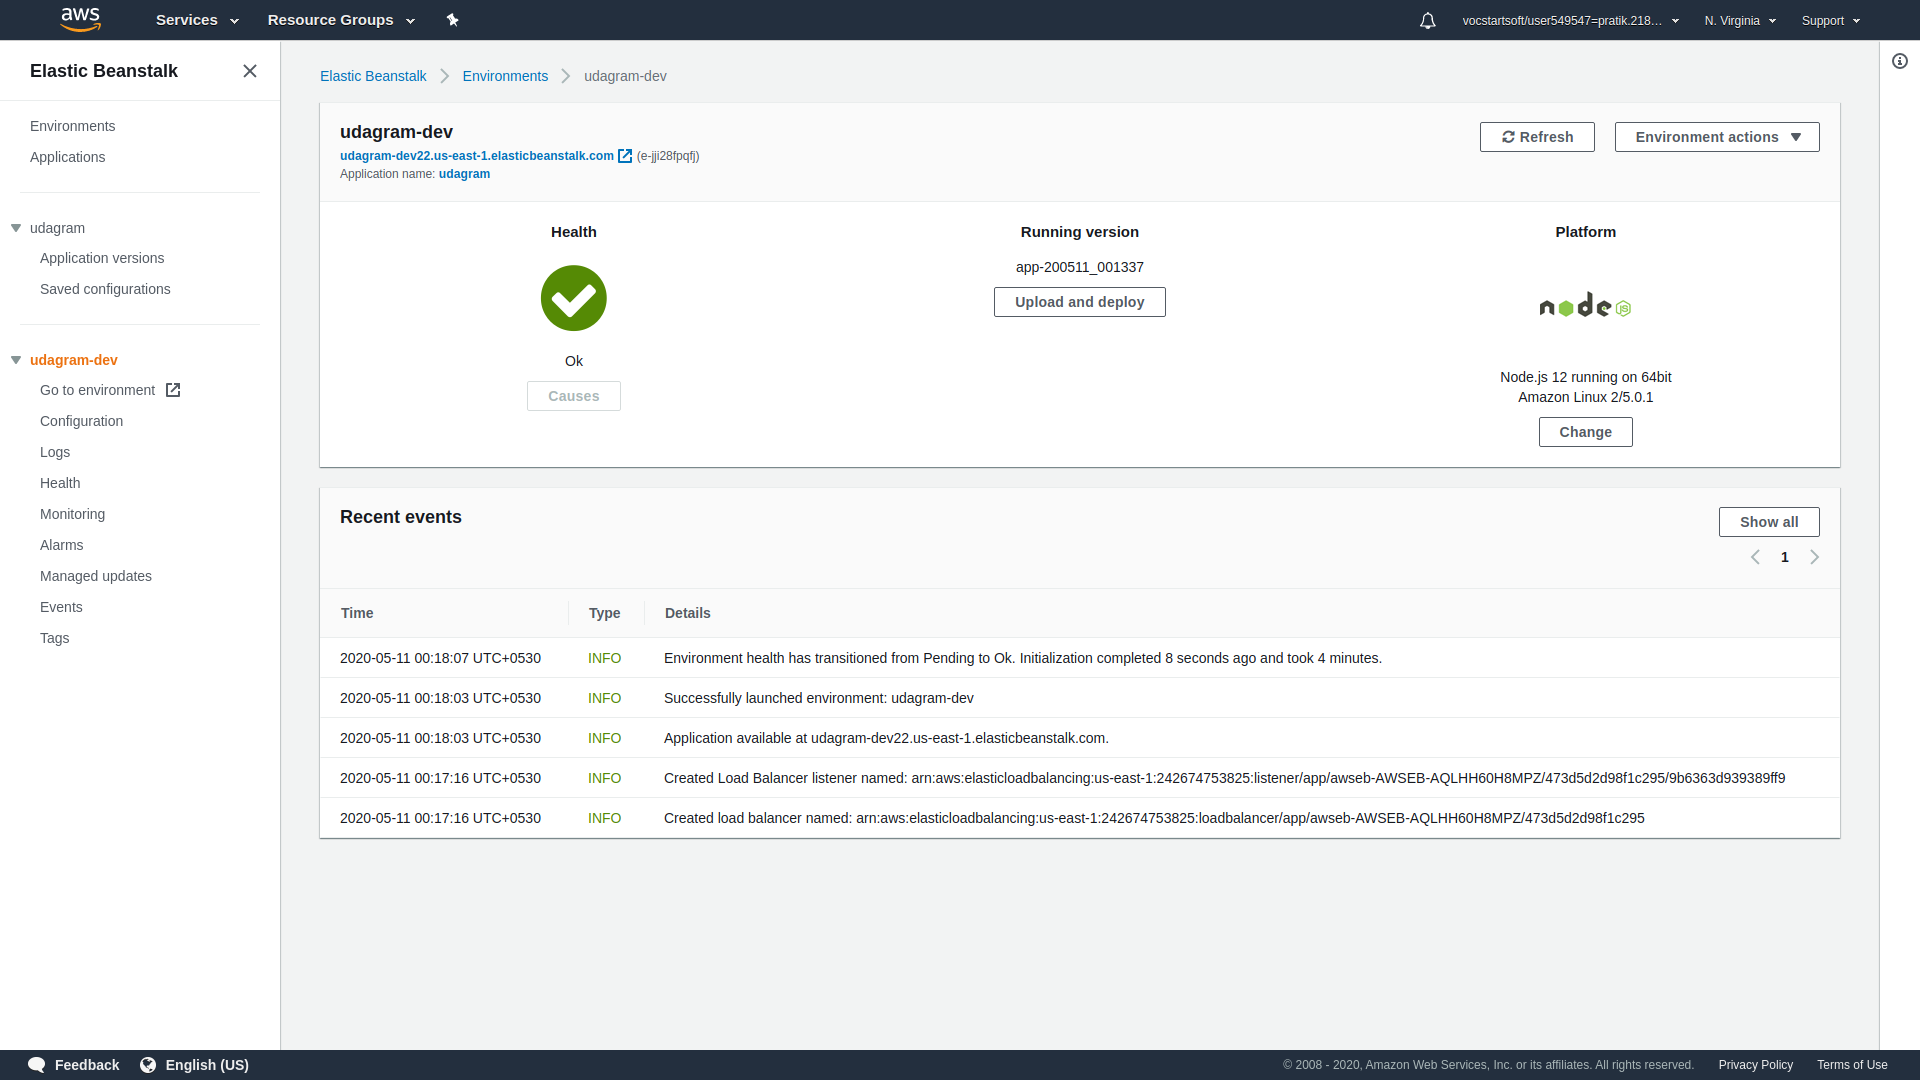 aws
Services
Resource Groups
vocstartsoft/user549547=pratik.218...
N. Virginia
Support
Elastic Beanstalk
Environments
Applications
udagram
Application versions
Saved configurations
udagram-dev
Go to environment
Configuration
Logs
Health
Monitoring
Alarms
Managed updates
Events
Tags
Elastic Beanstalk
Environments
udagram-dev
udagram-dev
udagram-dev22.us-east-1.elasticbeanstalk.com (e-jji28fpqfj)
Application name: udagram
Refresh
Environment actions
Health
Ok
Causes
Running version
app-200511_001337
Upload and deploy
Platform
node JS
Node.js 12 running on 64bit
Amazon Linux 2/5.0.1
Change
Recent events
Show all
1
Time Type Details
2020-05-11 00:18:07 UTC+0530 INFO Environment health has transitioned from Pending to Ok. Initialization completed 8 seconds ago and took 4 minutes.
2020-05-11 00:18:03 UTC+0530 INFO Successfully launched environment: udagram-dev
2020-05-11 00:18:03 UTC+0530 INFO Application available at udagram-dev22.us-east-1.elasticbeanstalk.com.
2020-05-11 00:17:16 UTC+0530 INFO Created Load Balancer listener named: arn:aws:elasticloadbalancing:us-east-1:242674753825:listener/app/awseb-AWSEB-AQLHH60H8MPZ/473d5d2d98f1c295/9b6363d939389ff9
2020-05-11 00:17:16 UTC+0530 INFO Created load balancer named: arn:aws:elasticloadbalancing:us-east-1:242674753825:loadbalancer/app/awseb-AWSEB-AQLHH60H8MPZ/473d5d2d98f1c295
Feedback
English (US)
© 2008 - 2020, Amazon Web Services, Inc. or its affiliates. All rights reserved.
Privacy Policy
Terms of Use